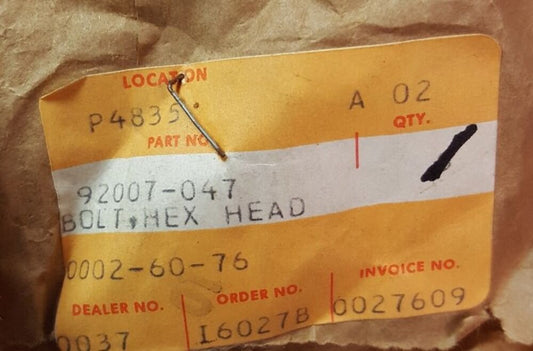 LOCATION
P4835 A 02
PART NO. QTY.
92007-047
BOLT,HEX HEAD
0002-60-76
DEALER NO. ORDER NO. INVOICE NO.
0037 I6027B 0027609